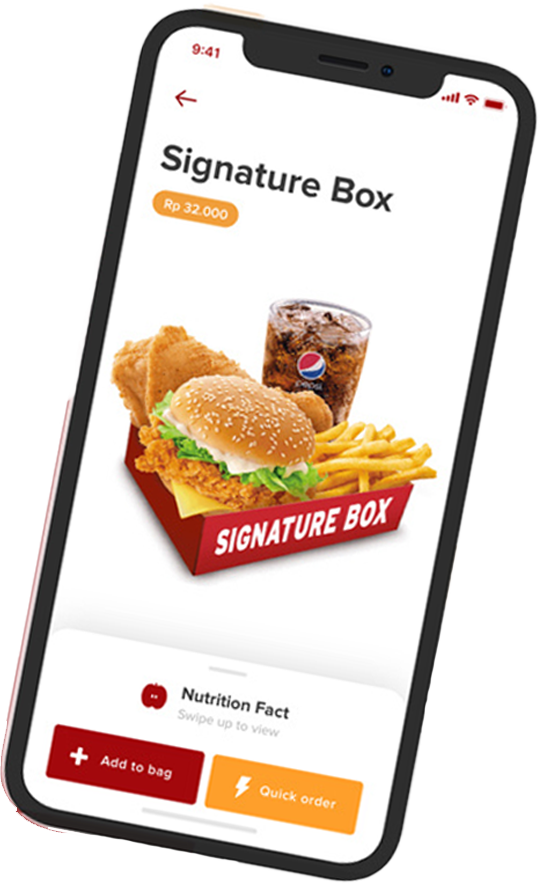 9:41
Signature Box
Rp 32.000
pepsi
SIGNATURE BOX
Nutrition Fact
Swipe up to view
Add to bag
Quick order